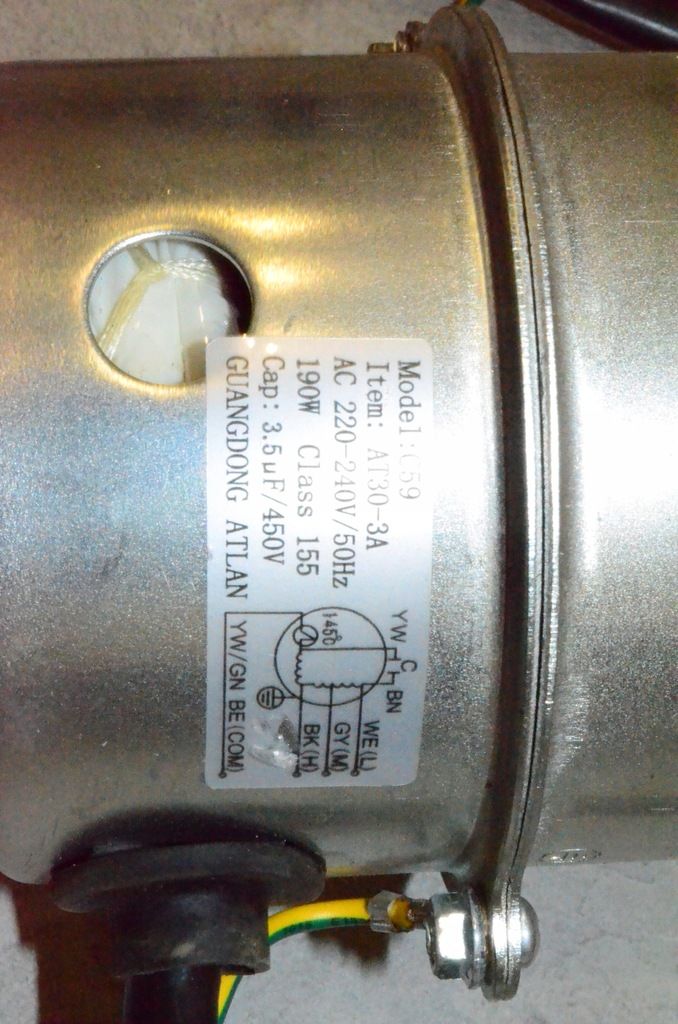 Model:C59
Item: AT30-3A
AC 220-240V/50Hz
190W Class 155
Cap: 3.5μF/450V
GUANGDONG ATLAN
YW
C
BN
145°
WE(L)
GY(M)
BK(H)
YW/GN BE(COM)